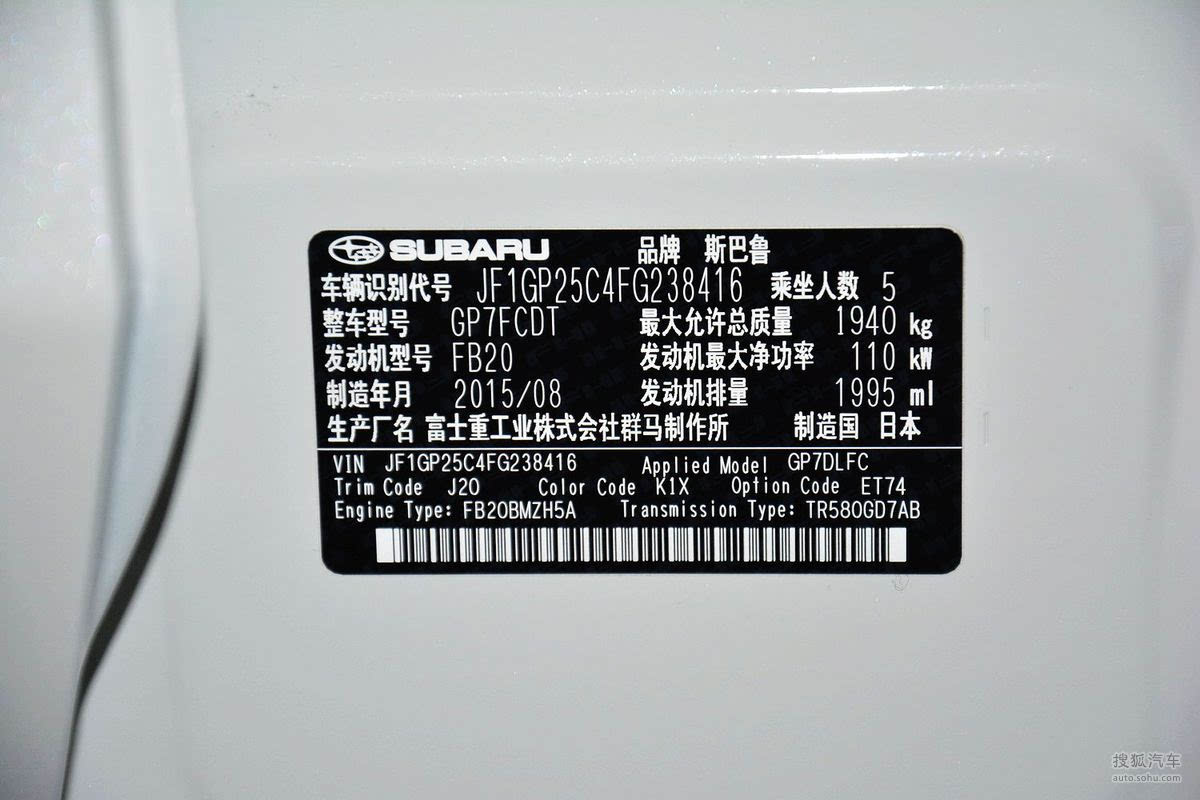 SUBARU 品牌 斯巴鲁
车辆识别代号 JF1GP25C4FG238416 乘坐人数 5
整车型号 GP7FCDT 最大允许总质量 1940 kg
发动机型号 FB20 发动机最大净功率 110 kW
制造年月 2015/08 发动机排量 1995 ml
生产厂名 富士重工业株式会社群马制作所 制造国 日本
VIN JF1GP25C4FG238416 Applied Model GP7DLFC
Trim Code J20 Color Code K1X Option Code ET74
Engine Type: FB20BMZH5A Transmission Type: TR580GD7AB
搜狐汽车
auto.sohu.com